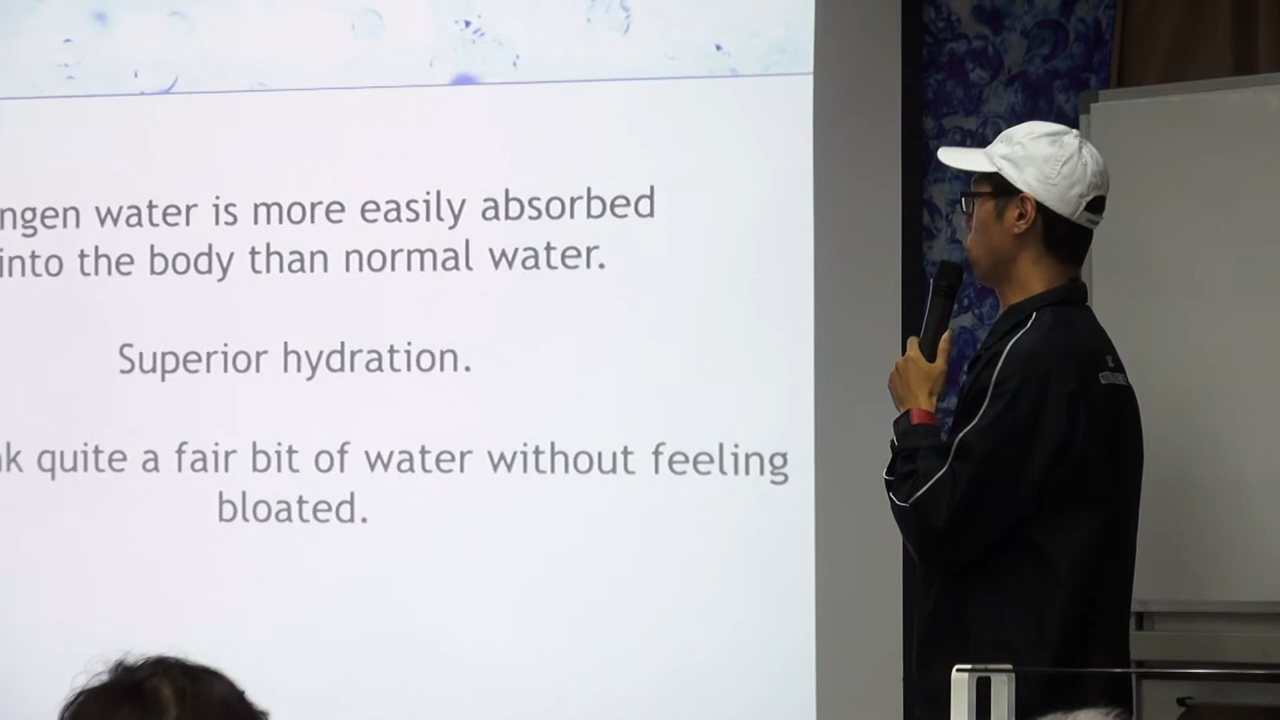 ngen water is more easily absorbed
into the body than normal water.
Superior hydration.
k quite a fair bit of water without feeling
bloated.